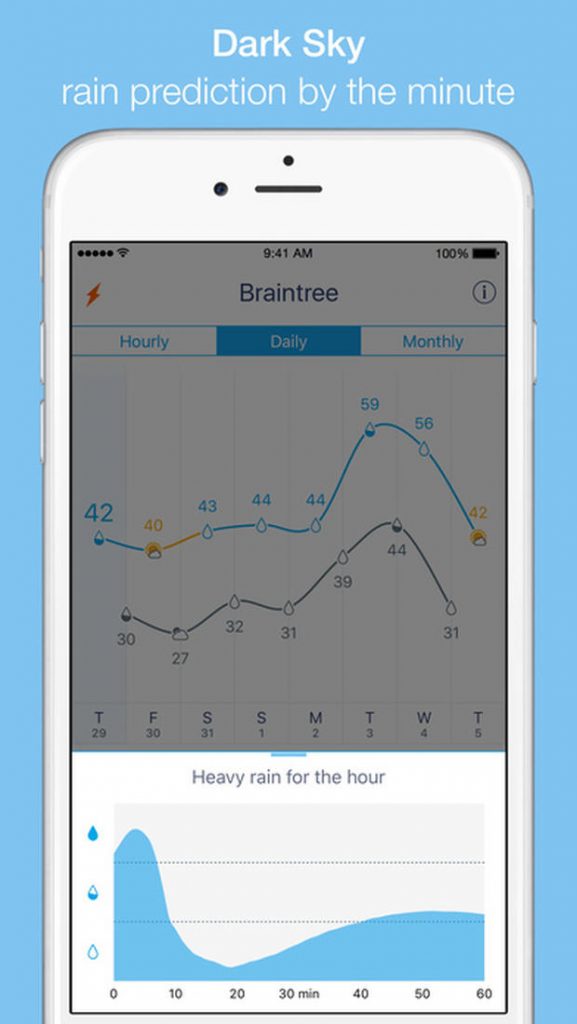 Dark Sky
rain prediction by the minute
9:41 AM 100%
Braintree
Hourly Daily Monthly
59
56
42 40 43 44 44 42
44
39
30 27 32 31 31
T F S S M T W T
29 30 31 1 2 3 4 5
Heavy rain for the hour
0 10 20 30 min 40 50 60